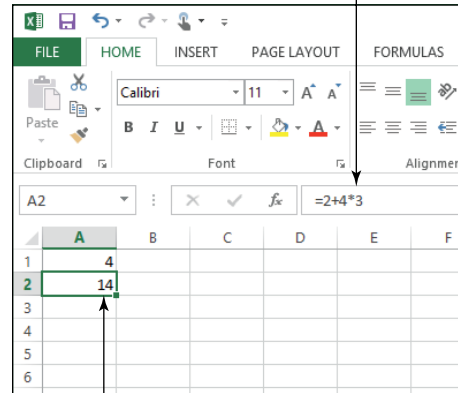 FILE HOME INSERT PAGE LAYOUT FORMULAS
Calibri 11 A A
Paste B I U A
Clipboard Font Alignmen
A2 fx =2+4*3
A B C D E F
1 4
2 14
3
4
5
6